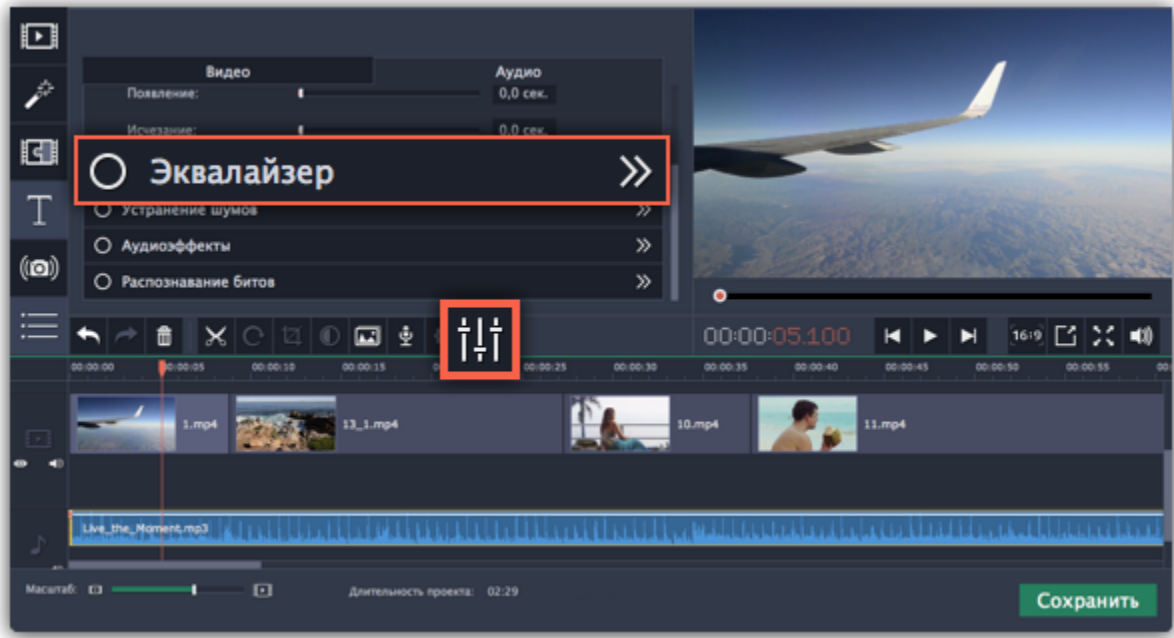 Видео Аудио
Появление: 0,0 сек.
Исчезание: 0,0 сек.
Эквалайзер
Устранение шумов
Аудиоэффекты
Распознавание битов
T
00:00:05.100 16:9
00:00:00 00:00:05 00:00:10 00:00:15 00:00:25 00:00:30 00:00:35 00:00:40 00:00:45 00:00:50 00:00:55
1.mp4 13_1.mp4 10.mp4 11.mp4
Live_the_Moment.mp3
Масштаб: Длительность проекта: 02:29
Сохранить